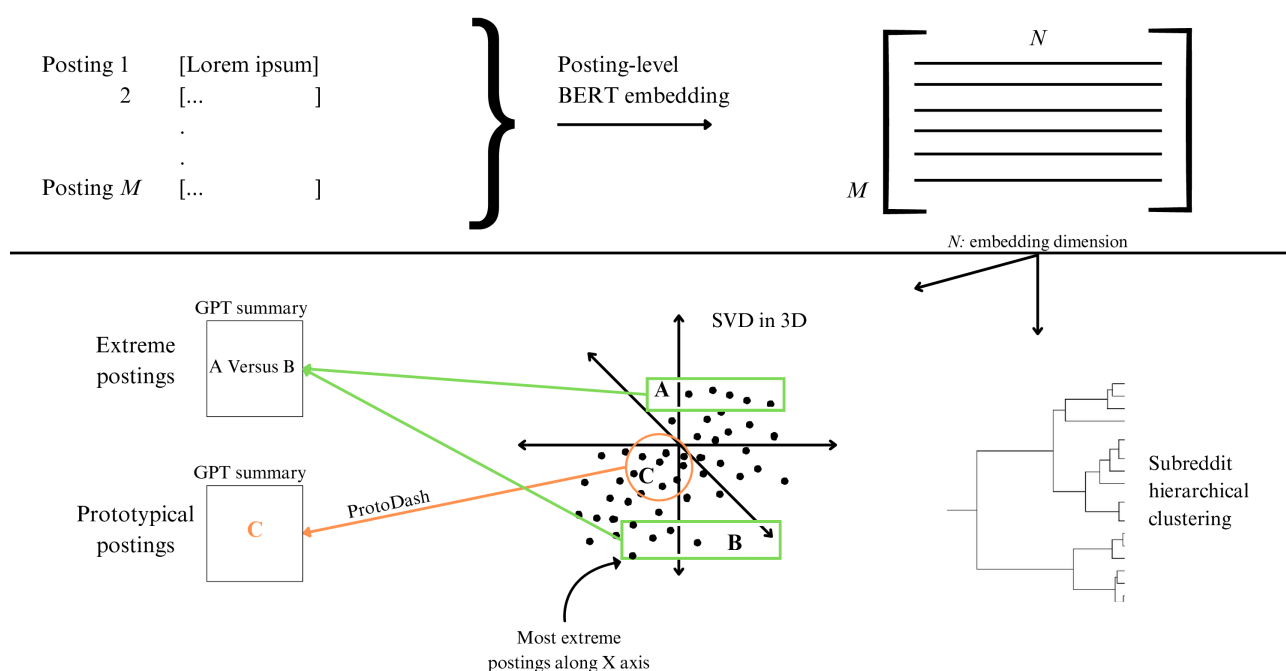 Posting 1 [Lorem ipsum]
2 [... ]
.
.
Posting M [... ]
Posting-level
BERT embedding
N
M
N: embedding dimension
GPT summary
A Versus B
Extreme
postings
SVD in 3D
A
C
B
GPT summary
C
Prototypical
postings
ProtoDash
Most extreme
postings along X axis
Subreddit
hierarchical
clustering